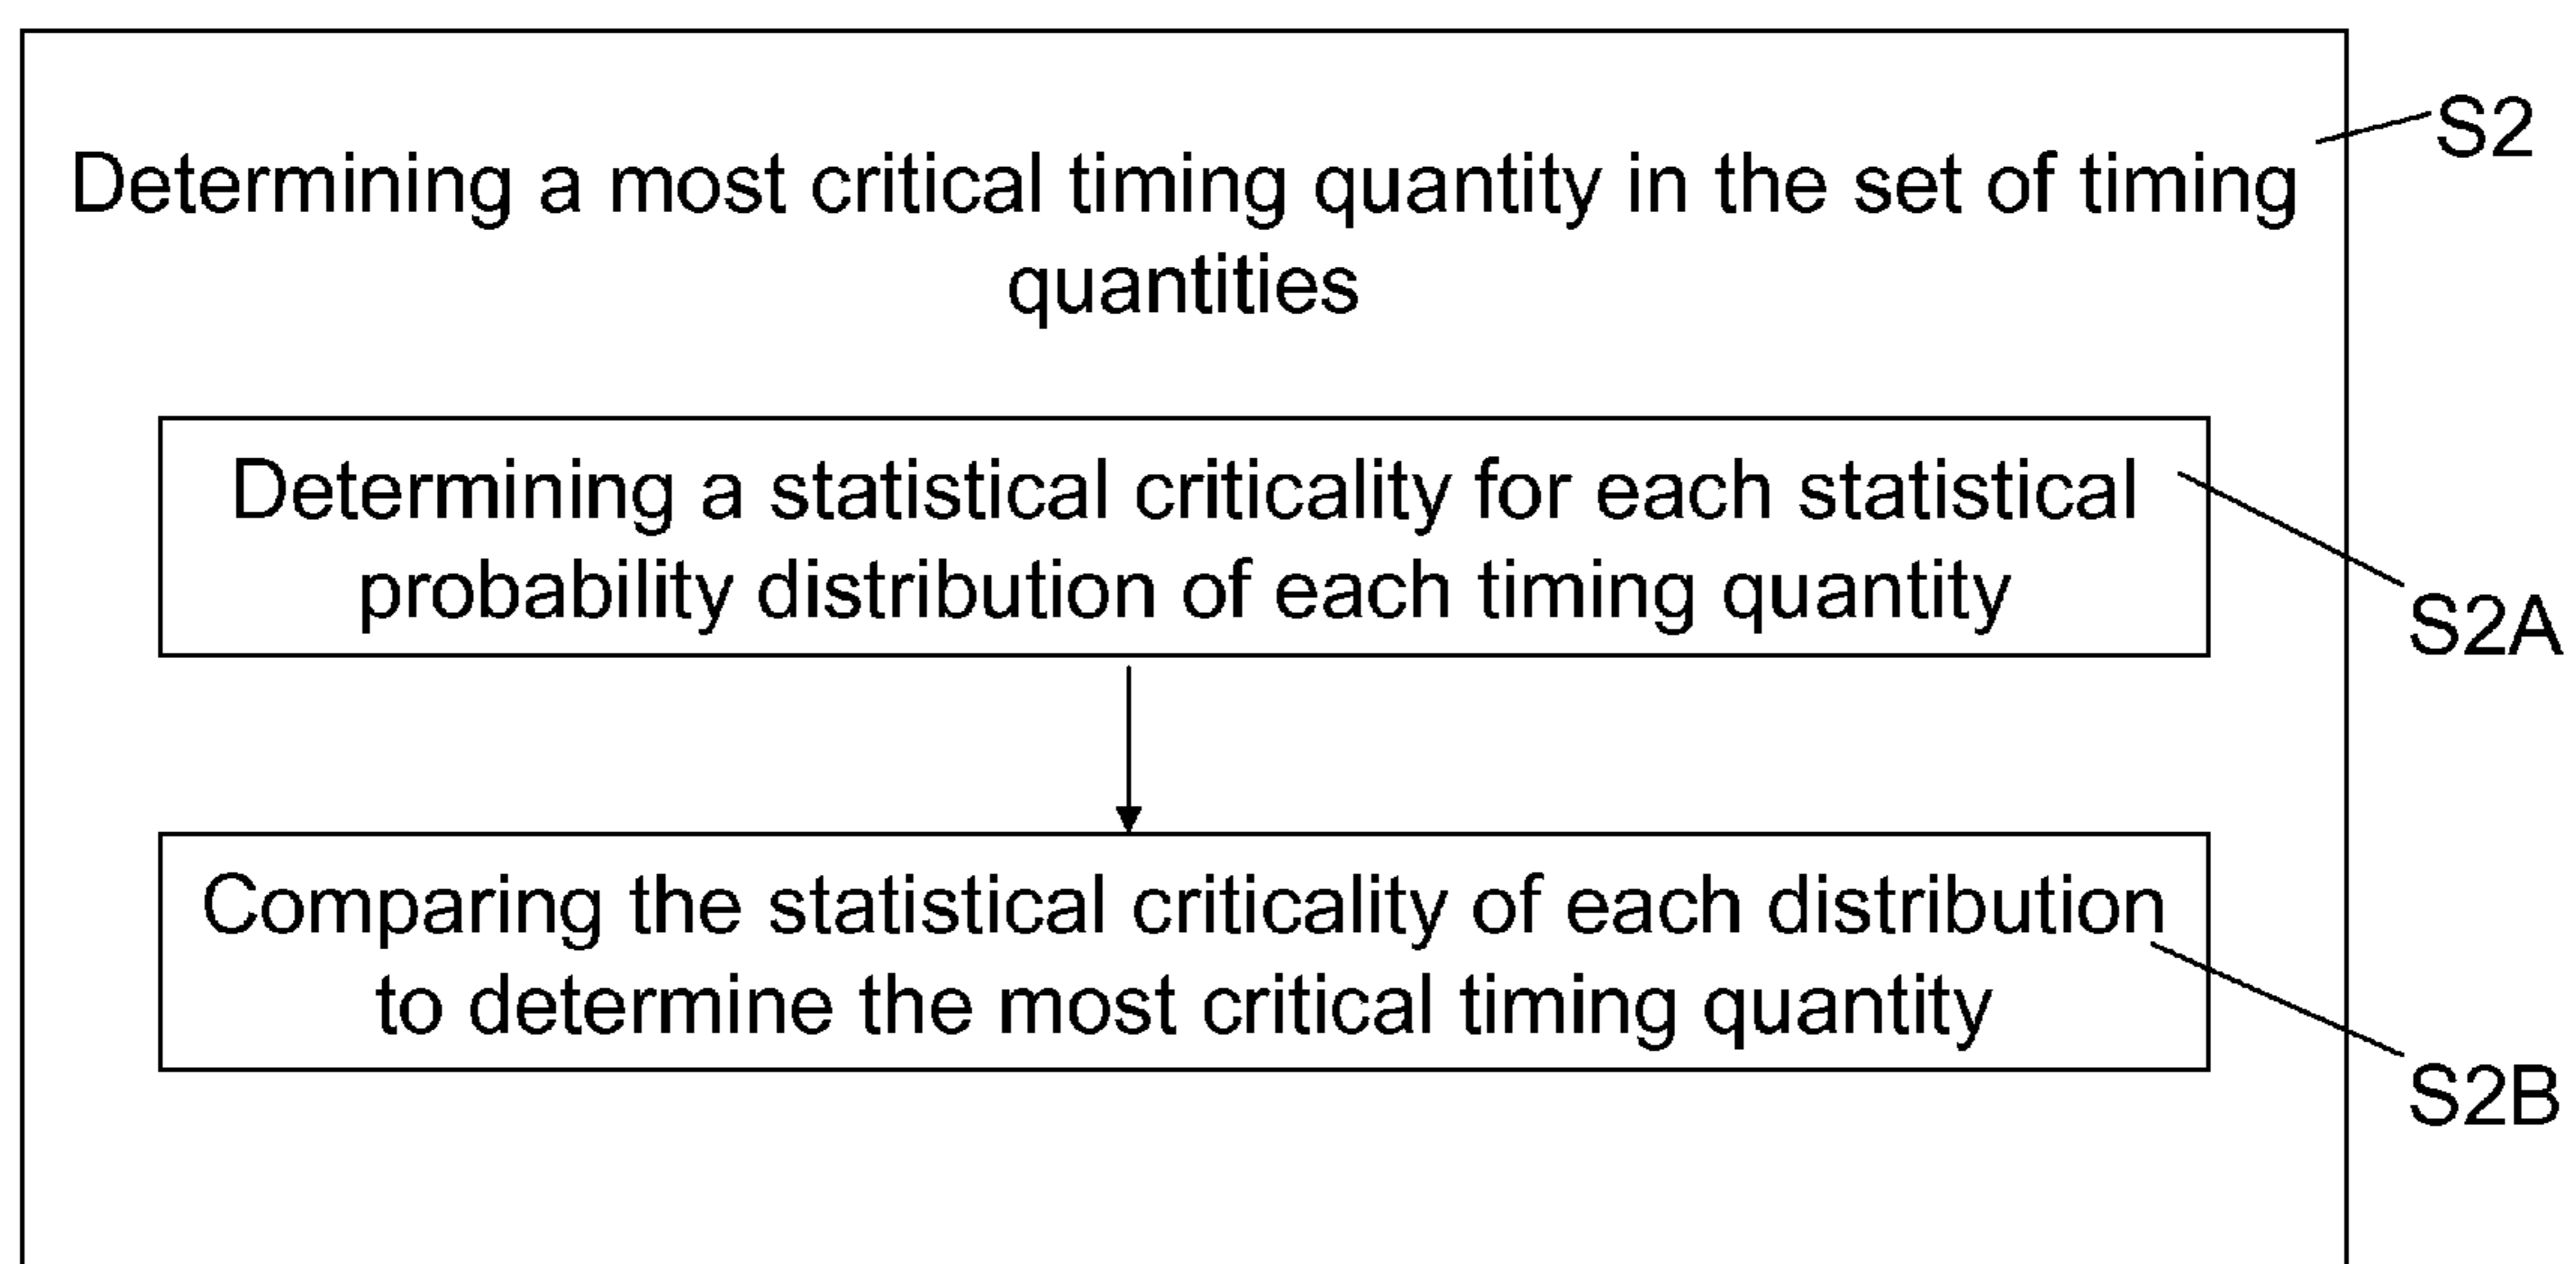 S2
Determining a most critical timing quantity in the set of timing
quantities
Determining a statistical criticality for each statistical
probability distribution of each timing quantity
S2A
Comparing the statistical criticality of each distribution
to determine the most critical timing quantity
S2B